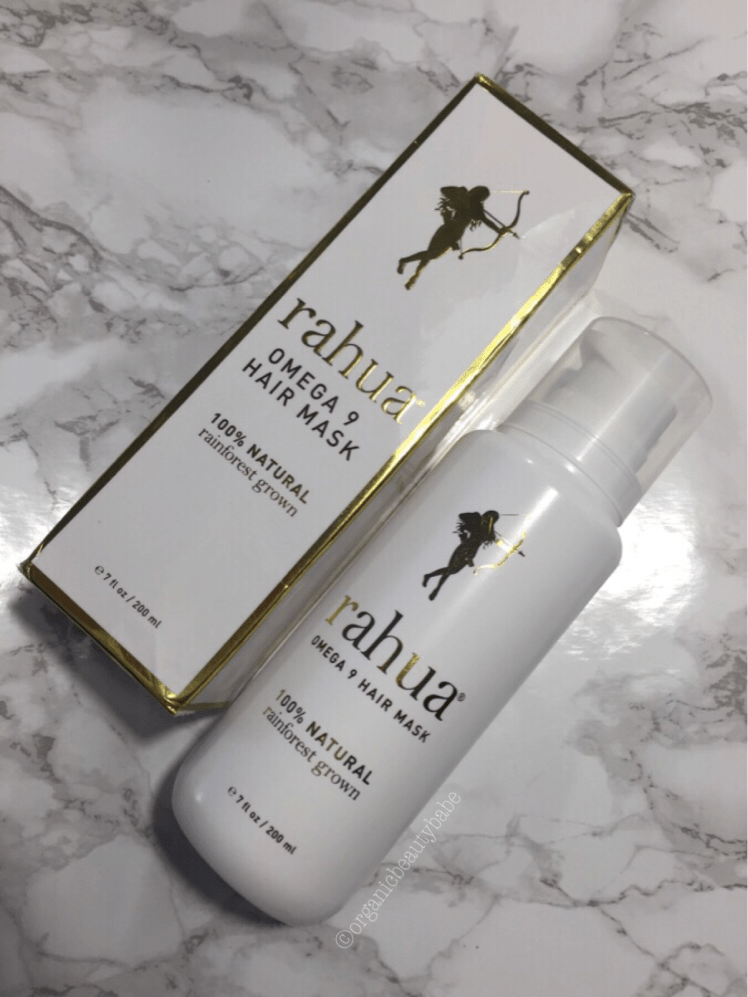 rahua
OMEGA 9
HAIR MASK
100% NATURAL
rainforest grown
℮ 7 fl oz / 200 ml
rahua®
OMEGA 9 HAIR MASK
100% NATURAL
rainforest grown
℮ 7 fl oz / 200 ml
©organicbeautybabe